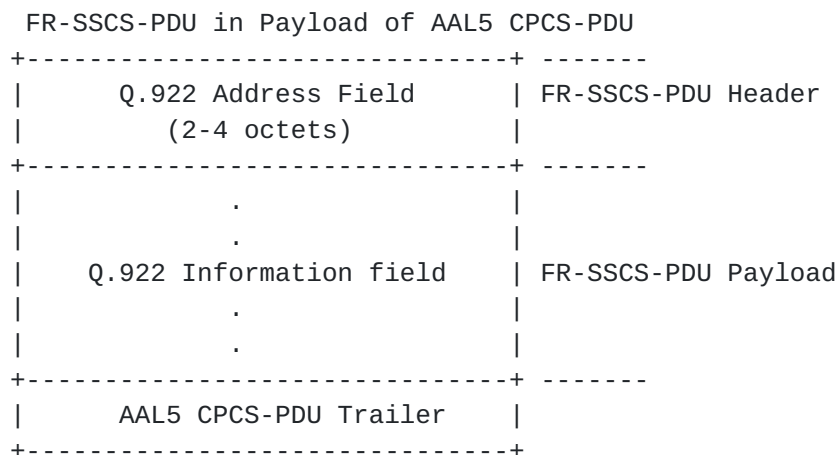 FR-SSCS-PDU in Payload of AAL5 CPCS-PDU
+-------------------------------+ -------
|      Q.922 Address Field      | FR-SSCS-PDU Header
|         (2-4 octets)          |
+-------------------------------+ -------
|             .                 |
|             .                 |
|    Q.922 Information field    | FR-SSCS-PDU Payload
|             .                 |
|             .                 |
+-------------------------------+ -------
|      AAL5 CPCS-PDU Trailer    |
+-------------------------------+